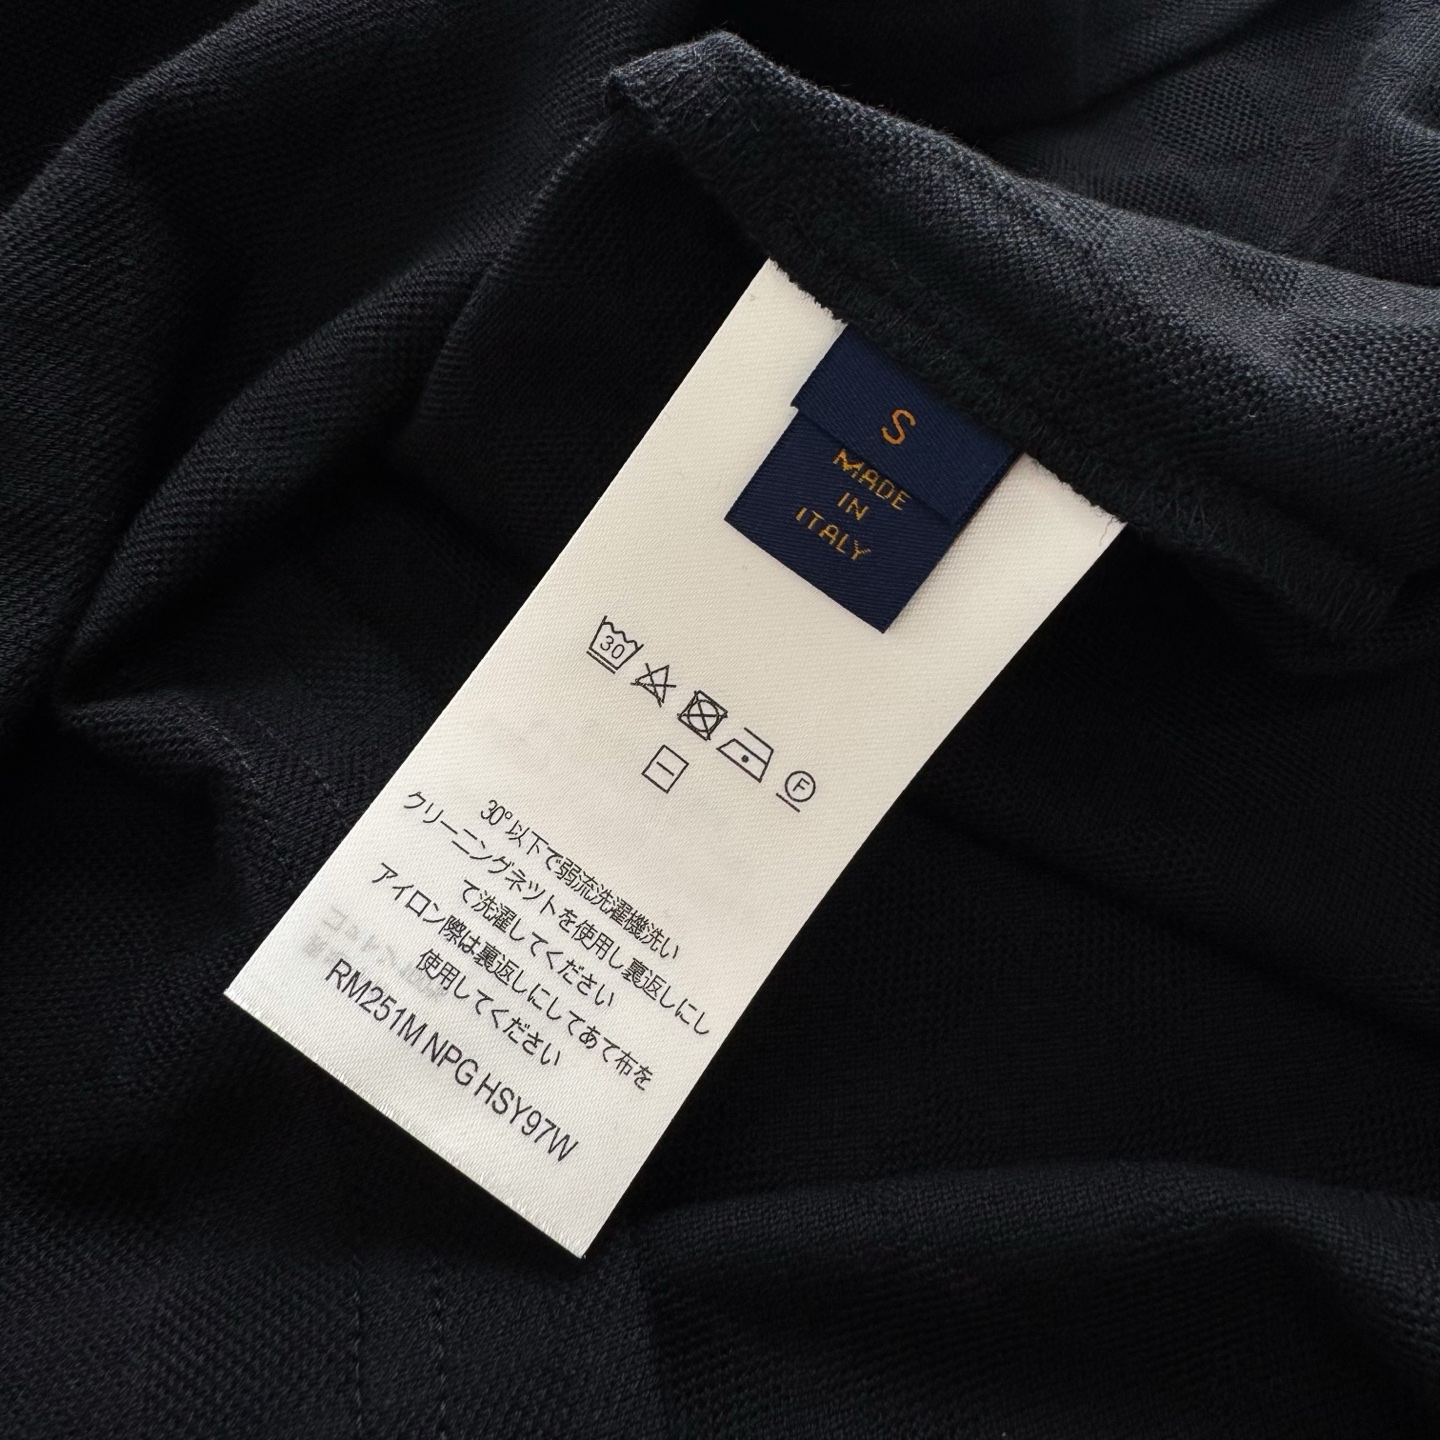 S
MADE
IN
ITALY
30
F
30°以下で弱流洗濯機洗い
クリーニングネットを使用し裏返しにし
て洗濯してください
アイロン際は裏返しにしてあて布を
使用してください
RM251M NPG HSY97W